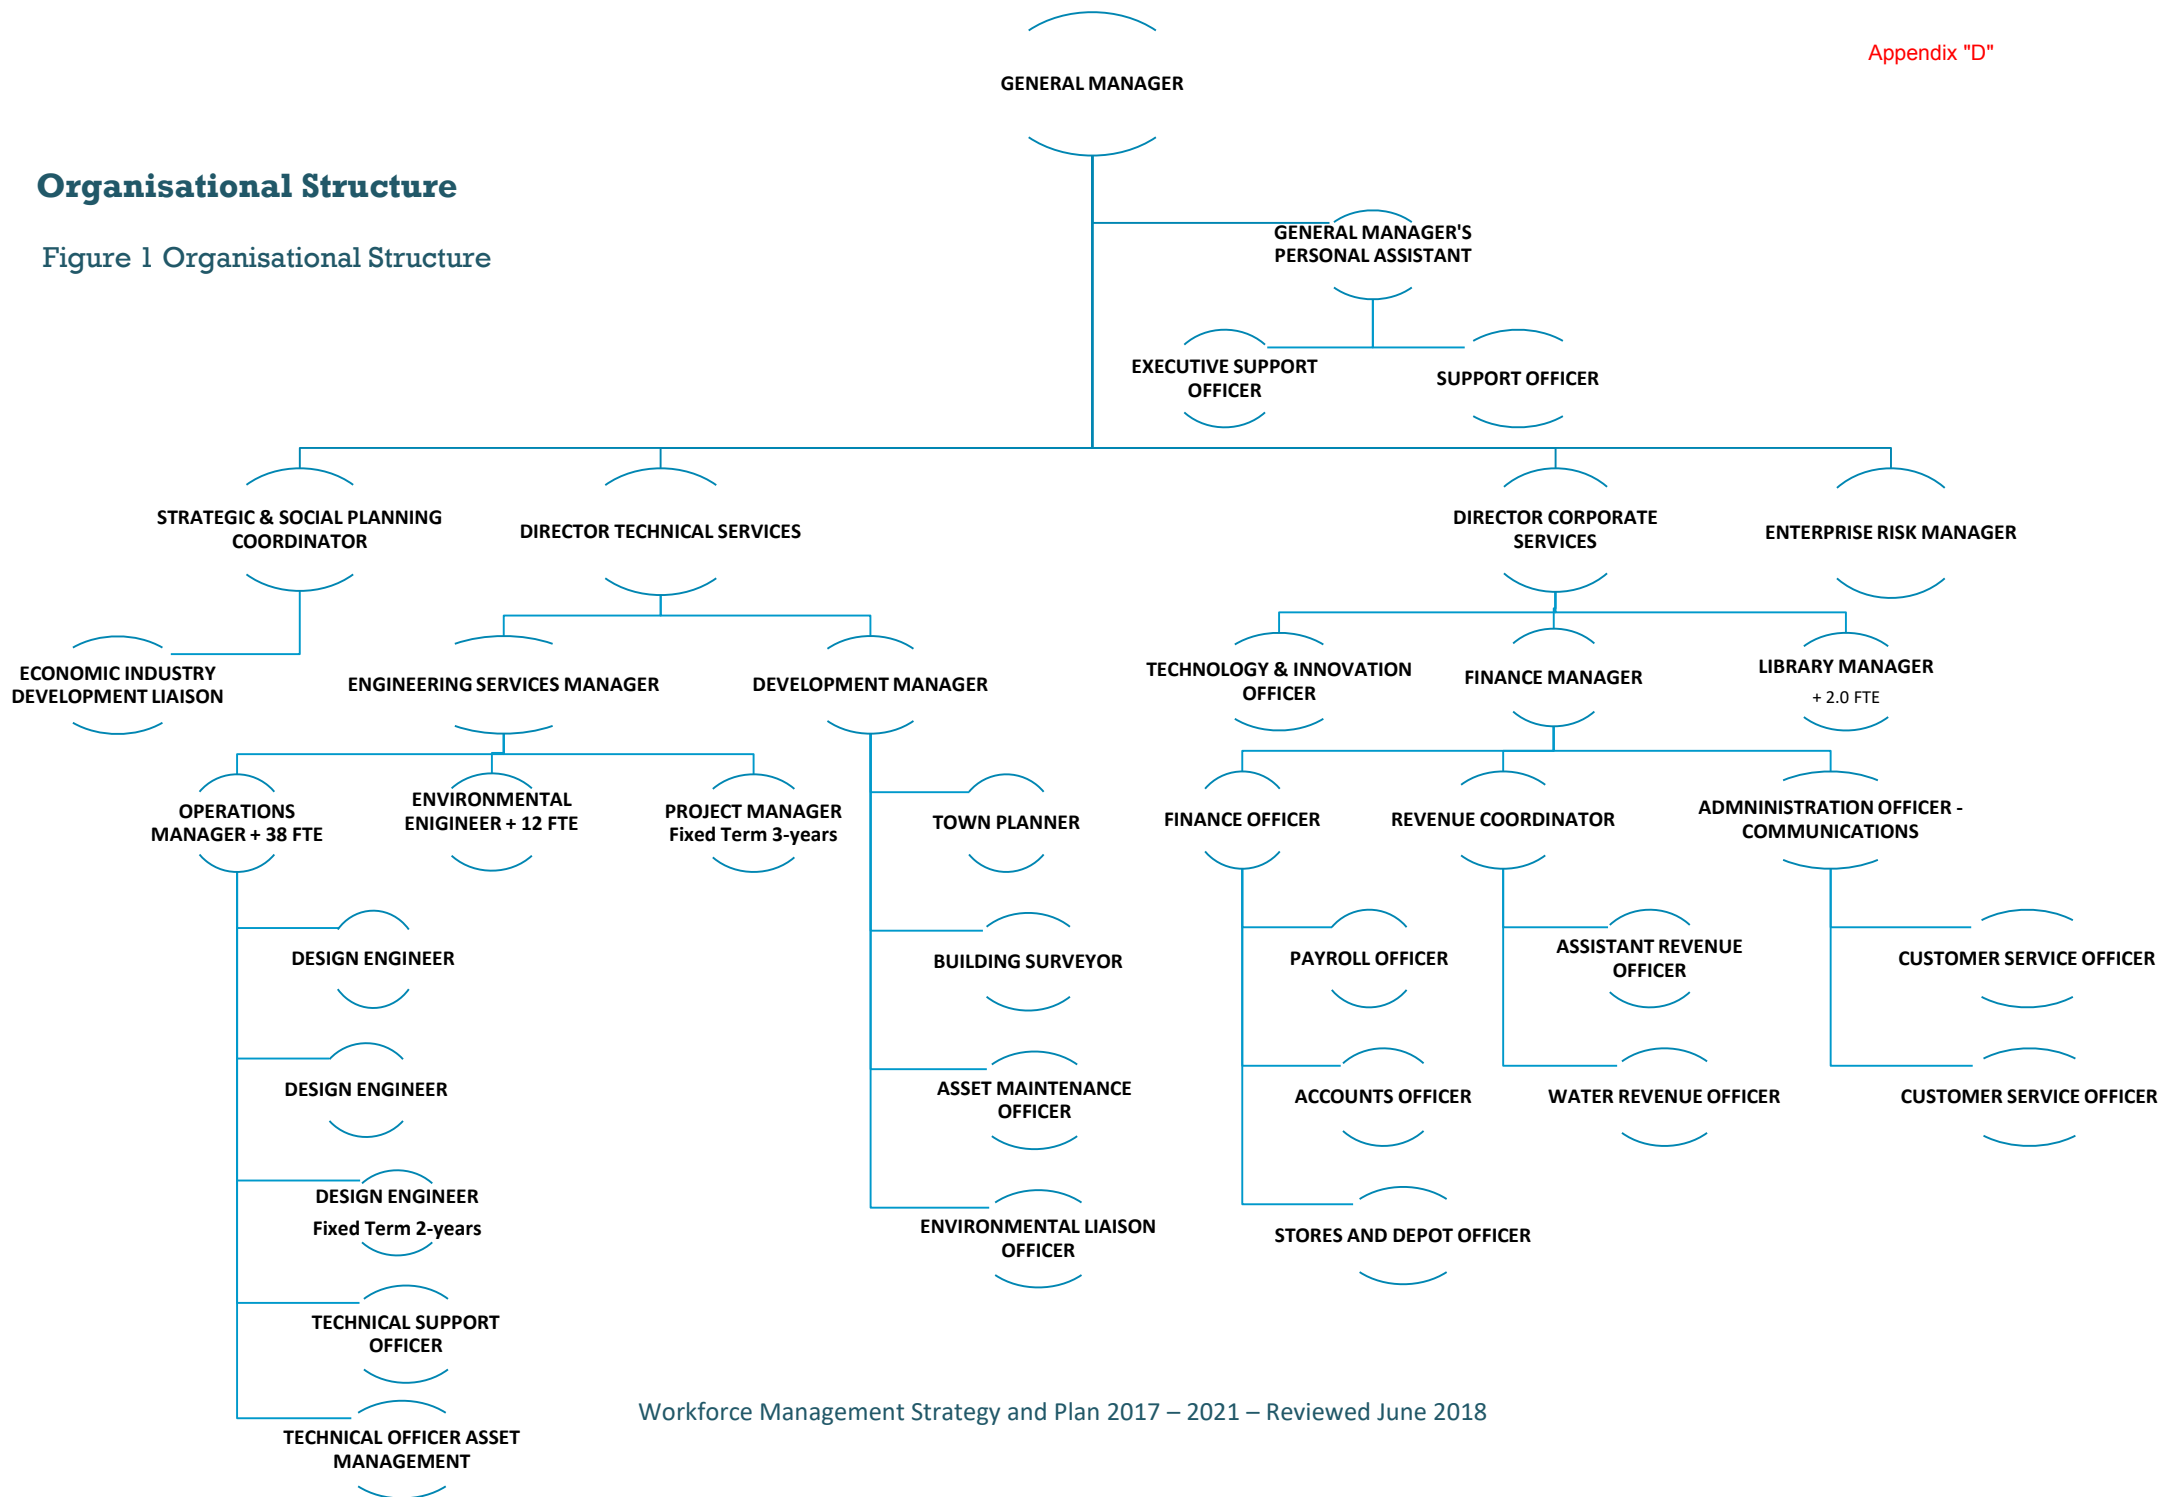 Appendix "D"
GENERAL MANAGER
Organisational Structure
Figure 1 Organisational Structure
GENERAL MANAGER'S
PERSONAL ASSISTANT
EXECUTIVE SUPPORT
OFFICER
SUPPORT OFFICER
STRATEGIC & SOCIAL PLANNING
COORDINATOR
DIRECTOR TECHNICAL SERVICES
DIRECTOR CORPORATE
SERVICES
ENTERPRISE RISK MANAGER
ECONOMIC INDUSTRY
DEVELOPMENT LIAISON
ENGINEERING SERVICES MANAGER
DEVELOPMENT MANAGER
TECHNOLOGY & INNOVATION
OFFICER
FINANCE MANAGER
LIBRARY MANAGER
+ 2.0 FTE
OPERATIONS
MANAGER + 38 FTE
ENVIRONMENTAL
ENIGINEER + 12 FTE
PROJECT MANAGER
Fixed Term 3-years
TOWN PLANNER
FINANCE OFFICER
REVENUE COORDINATOR
ADMNINISTRATION OFFICER -
COMMUNICATIONS
DESIGN ENGINEER
BUILDING SURVEYOR
PAYROLL OFFICER
ASSISTANT REVENUE
OFFICER
CUSTOMER SERVICE OFFICER
DESIGN ENGINEER
ASSET MAINTENANCE
OFFICER
ACCOUNTS OFFICER
WATER REVENUE OFFICER
CUSTOMER SERVICE OFFICER
DESIGN ENGINEER
Fixed Term 2-years
ENVIRONMENTAL LIAISON
OFFICER
STORES AND DEPOT OFFICER
TECHNICAL SUPPORT
OFFICER
TECHNICAL OFFICER ASSET
MANAGEMENT
Workforce Management Strategy and Plan 2017 – 2021 – Reviewed June 2018